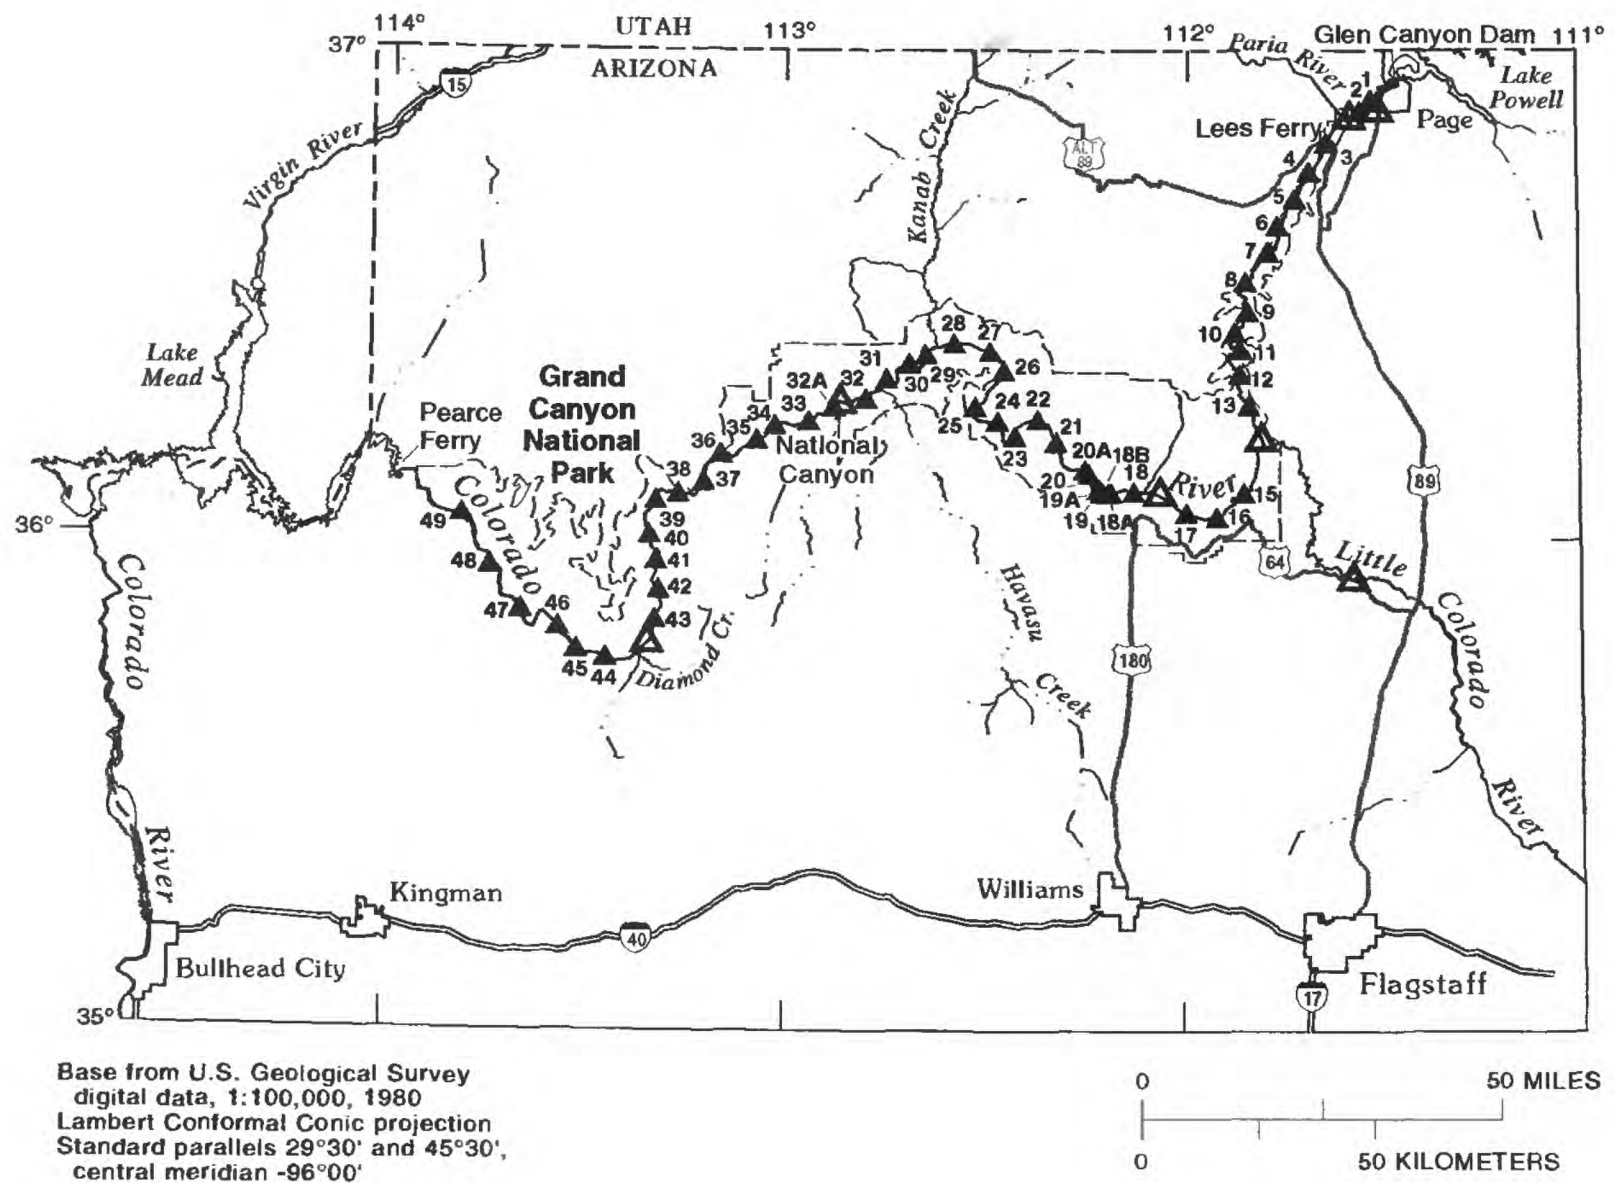 114°
UTAH
113°
112°
Glen Canyon Dam
111°
37°
ARIZONA
Paria
River
15
Lake
Powell
1
2
Page
Lees Ferry
3
Virgin River
Kanab Creek
ALT
89
4
5
6
7
8
9
10
11
12
13
Lake
Mead
Grand
Canyon
National
Park
Pearce
Ferry
28
27
31
26
30
29
32A
32
33
34
35
36
37
38
National
Canyon
24
22
25
21
23
20A
18B
20
18
River
19A
19
18A
15
16
17
89
64
39
40
41
42
43
49
Colorado
48
47
46
45
44
Diamond Cr.
36°
Little
Colorado
River
Colorado
River
Havasu
Creek
180
Kingman
Williams
40
Bullhead City
Flagstaff
17
35°
Base from U.S. Geological Survey
digital data, 1:100,000, 1980
Lambert Conformal Conic projection
Standard parallels 29°30' and 45°30',
central meridian -96°00'
0
50 MILES
0
50 KILOMETERS